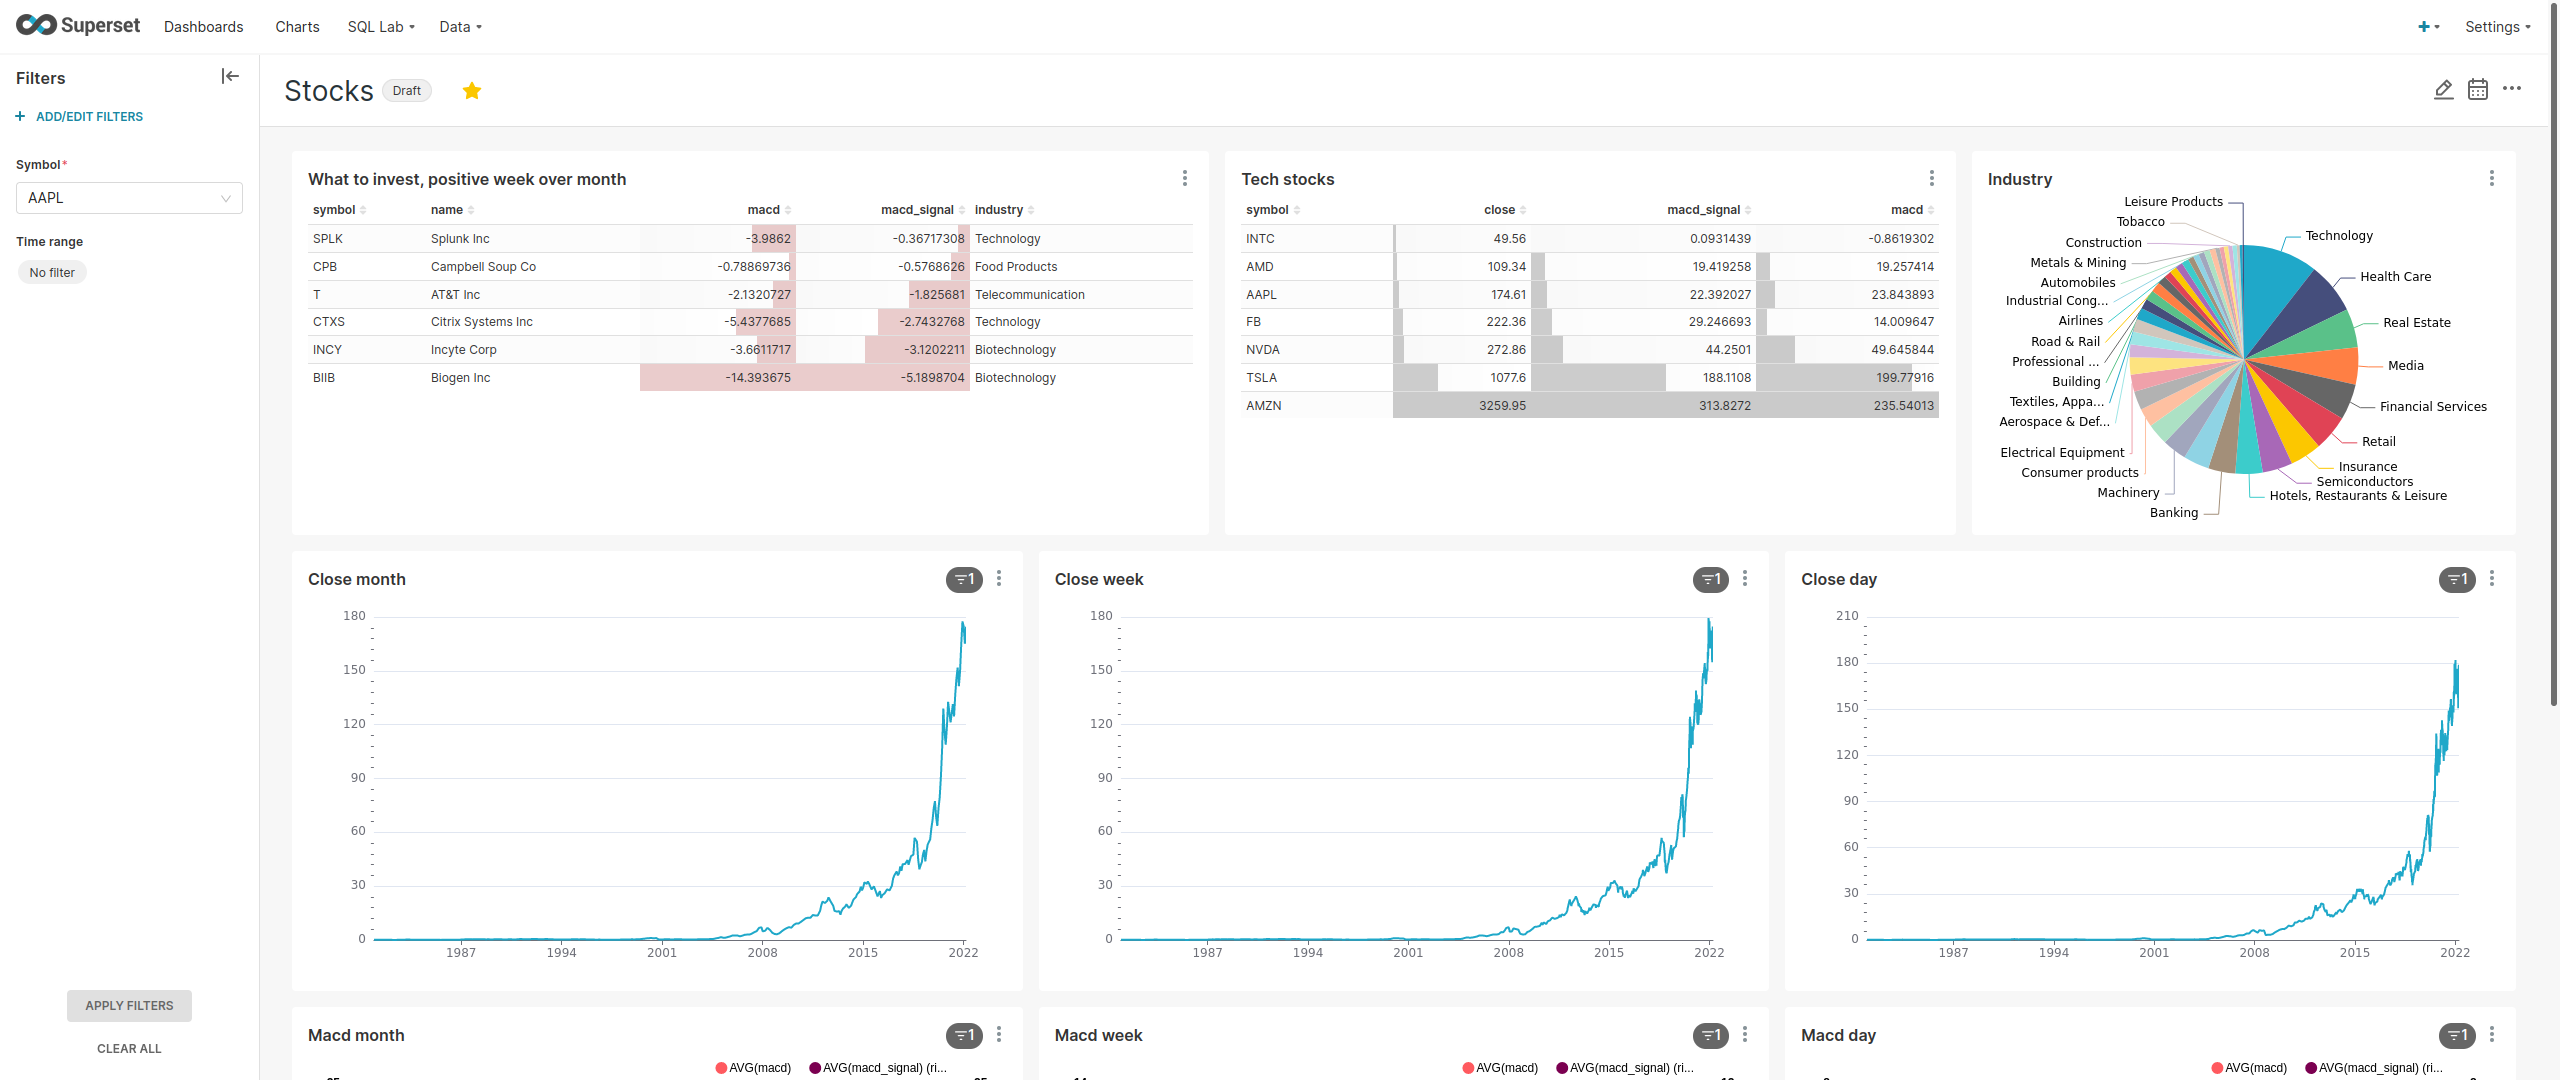 Superset Dashboards Charts SQL Lab Data Settings
Filters
ADD/EDIT FILTERS
Symbol*
AAPL
Time range
No filter
APPLY FILTERS
CLEAR ALL
Stocks Draft
What to invest, positive week over month
symbol name macd macd_signal industry
SPLK Splunk Inc -3.9862 -0.36717308 Technology
CPB Campbell Soup Co -0.78869736 -0.5768626 Food Products
T AT&T Inc -2.1320727 -1.825681 Telecommunication
CTXS Citrix Systems Inc -5.4377685 -2.7432768 Technology
INCY Incyte Corp -3.6611717 -3.1202211 Biotechnology
BIIB Biogen Inc -14.393675 -5.1898704 Biotechnology
Tech stocks
symbol close macd_signal macd
INTC 49.56 0.0931439 -0.8619302
AMD 109.34 19.419258 19.257414
AAPL 174.61 22.392027 23.843893
FB 222.36 29.246693 14.009647
NVDA 272.86 44.2501 49.645844
TSLA 1077.6 188.1108 199.77916
AMZN 3259.95 313.8272 235.54013
Industry
Leisure Products
Tobacco
Construction
Metals & Mining
Automobiles
Industrial Cong...
Airlines
Road & Rail
Professional ...
Building
Textiles, Appa...
Aerospace & Def...
Electrical Equipment
Consumer products
Machinery
Banking
Technology
Health Care
Real Estate
Media
Financial Services
Retail
Insurance
Semiconductors
Hotels, Restaurants & Leisure
Close month 1
180
150
120
90
60
30
0
1987 1994 2001 2008 2015 2022
Close week 1
180
150
120
90
60
30
0
1987 1994 2001 2008 2015 2022
Close day 1
210
180
150
120
90
60
30
0
1987 1994 2001 2008 2015 2022
Macd month 1
AVG(macd) AVG(macd_signal) (ri...
Macd week 1
AVG(macd) AVG(macd_signal) (ri...
Macd day 1
AVG(macd) AVG(macd_signal) (ri...